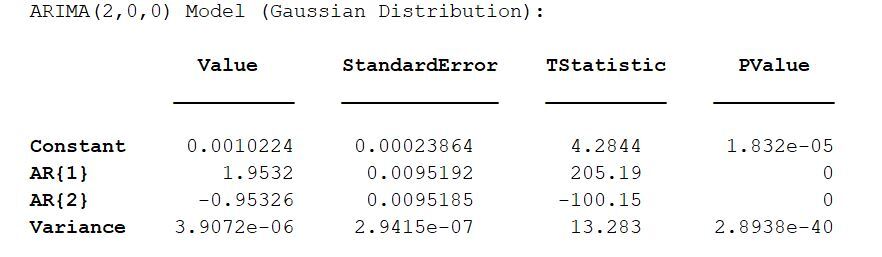 ARIMA(2,0,0) Model (Gaussian Distribution):
Value StandardError TStatistic PValue
Constant 0.0010224 0.00023864 4.2844 1.832e-05
AR{1} 1.9532 0.0095192 205.19 0
AR{2} -0.95326 0.0095185 -100.15 0
Variance 3.9072e-06 2.9415e-07 13.283 2.8938e-40